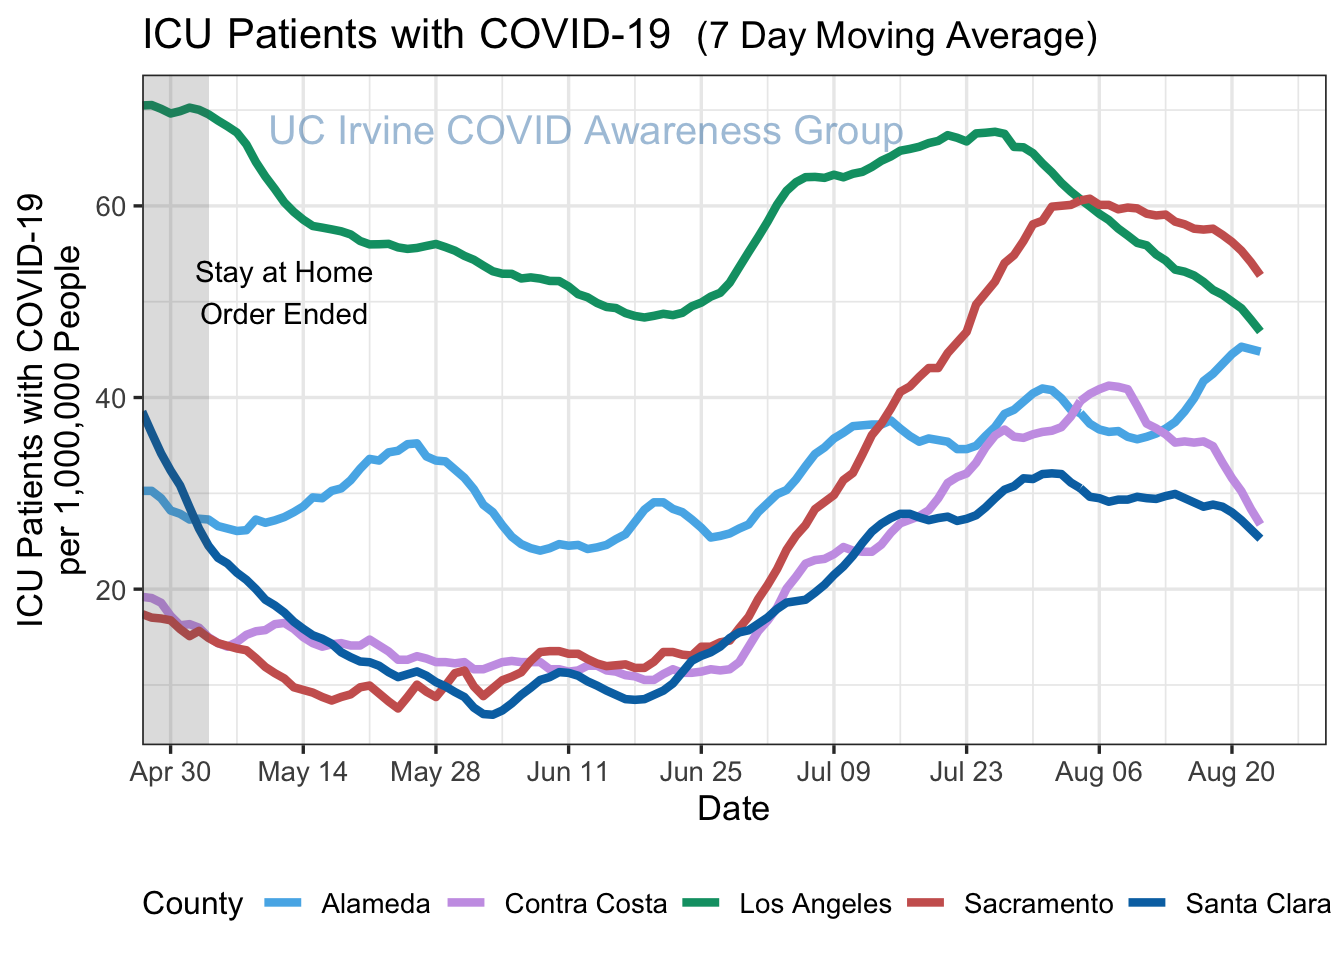 ICU Patients with COVID-19 (7 Day Moving Average)
UC Irvine COVID Awareness Group
Stay at Home
Order Ended
ICU Patients with COVID-19
per 1,000,000 People
60
40
20
Apr 30 May 14 May 28 Jun 11 Jun 25 Jul 09 Jul 23 Aug 06 Aug 20
Date
County Alameda Contra Costa Los Angeles Sacramento Santa Clara